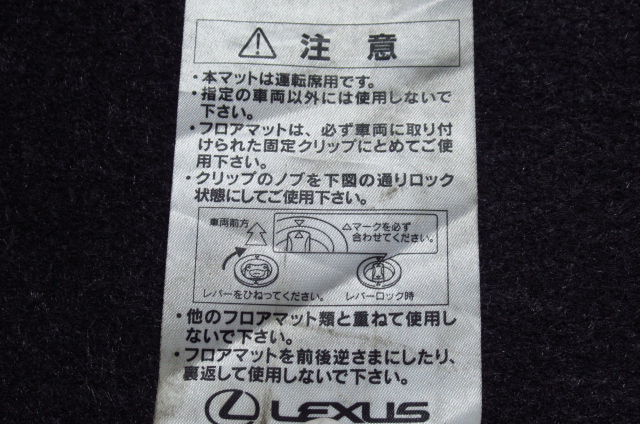 注意
・本マットは運転席用です。
・指定の車両以外には使用しないで
下さい。
・フロアマットは、必ず車両に取り付
けられた固定クリップにとめてご使
用下さい。
・クリップのノブを下図の通りロック
状態にしてご使用下さい。
車両前方
△マークを必ず
合わせてください。
レバーをひねってください。
レバーロック時
・他のフロアマット類と重ねて使用し
ないで下さい。
・フロアマットを前後逆さまにしたり、
裏返して使用しないで下さい。
LEXUS